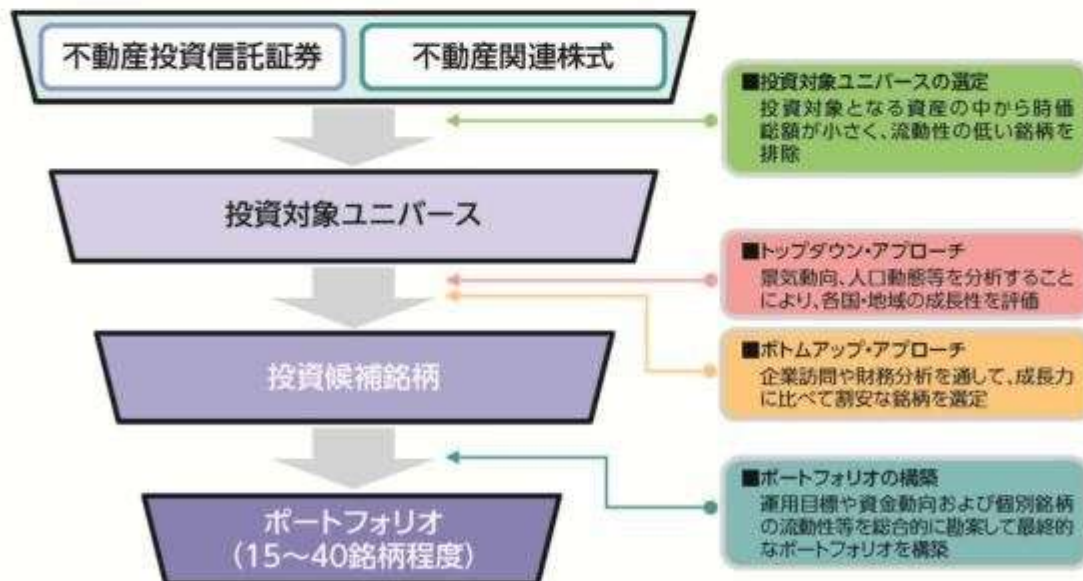 不動産投資信託証券
不動産関連株式
■投資対象ユニバースの選定
投資対象となる資産の中から時価
総額が小さく、流動性の低い銘柄を
排除
投資対象ユニバース
■トップダウン・アプローチ
景気動向、人口動態等を分析すること
により、各国・地域の成長性を評価
■ボトムアップ・アプローチ
企業訪問や財務分析を通して、成長力
に比べて割安な銘柄を選定
投資候補銘柄
■ポートフォリオの構築
運用目標や資金動向および個別銘柄
の流動性等を総合的に勘案して最終的
なポートフォリオを構築
ポートフォリオ
(15～40銘柄程度)